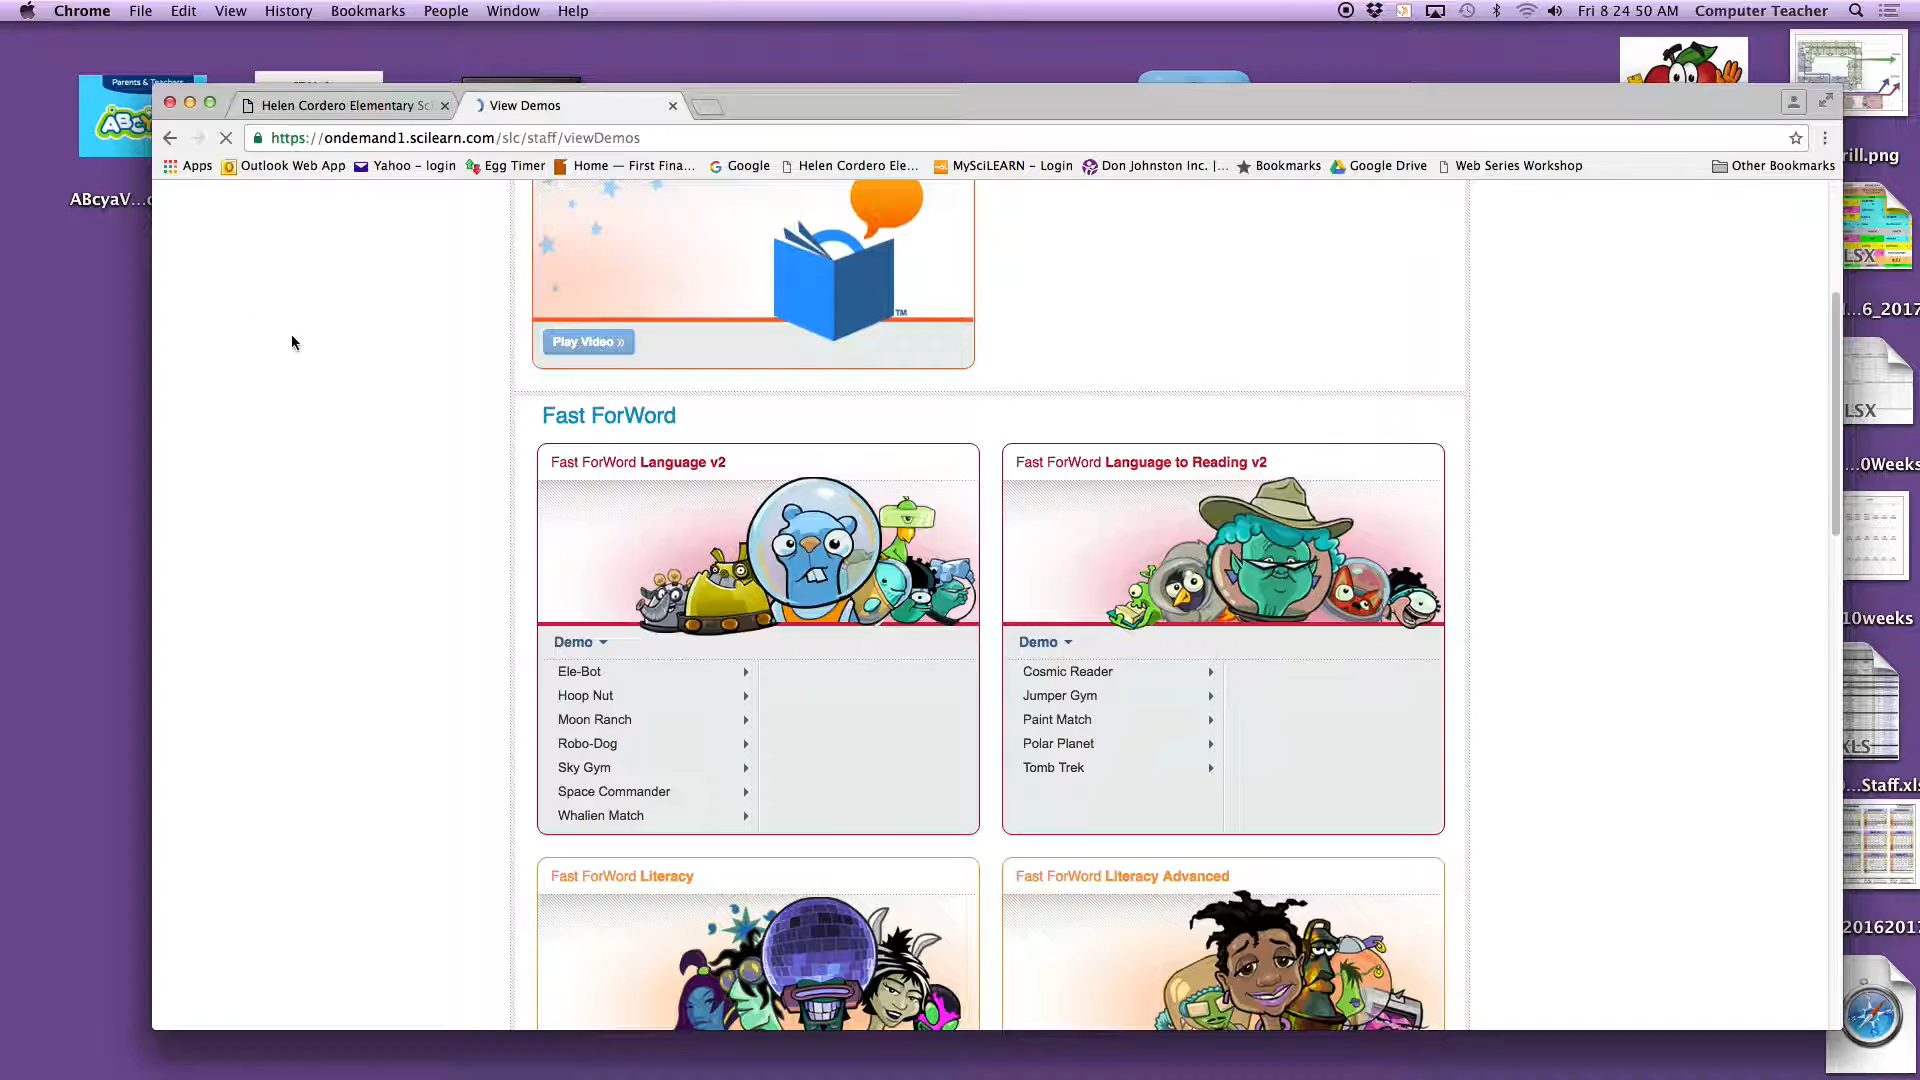 Chrome File Edit View History Bookmarks People Window Help Fri 8 24 50 AM Computer Teacher
Parents & Teachers
Helen Cordero Elementary Sc
View Demos
https://ondemand1.scilearn.com/slc/staff/viewDemos
Apps Outlook Web App Yahoo - login Egg Timer Home — First Fina... Google Helen Cordero Ele... MySciLEARN - Login Don Johnston Inc. |... Bookmarks Google Drive Web Series Workshop Other Bookmarks
rill.png
ABcyaV...
TM
Play Video »
Fast ForWord
Fast ForWord Language v2
Fast ForWord Language to Reading v2
Demo
Ele-Bot
Hoop Nut
Moon Ranch
Robo-Dog
Sky Gym
Space Commander
Whalien Match
Demo
Cosmic Reader
Jumper Gym
Paint Match
Polar Planet
Tomb Trek
Fast ForWord Literacy
Fast ForWord Literacy Advanced
LSX
...6_2017
LSX
...0Weeks
10weeks
XLS
...Staff.xls
2016201